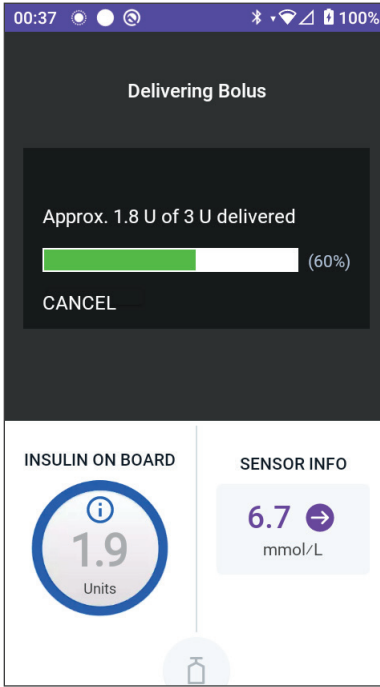 00:37 100%
Delivering Bolus
Approx. 1.8 U of 3 U delivered
(60%)
CANCEL
INSULIN ON BOARD
1.9
Units
SENSOR INFO
6.7
mmol/L